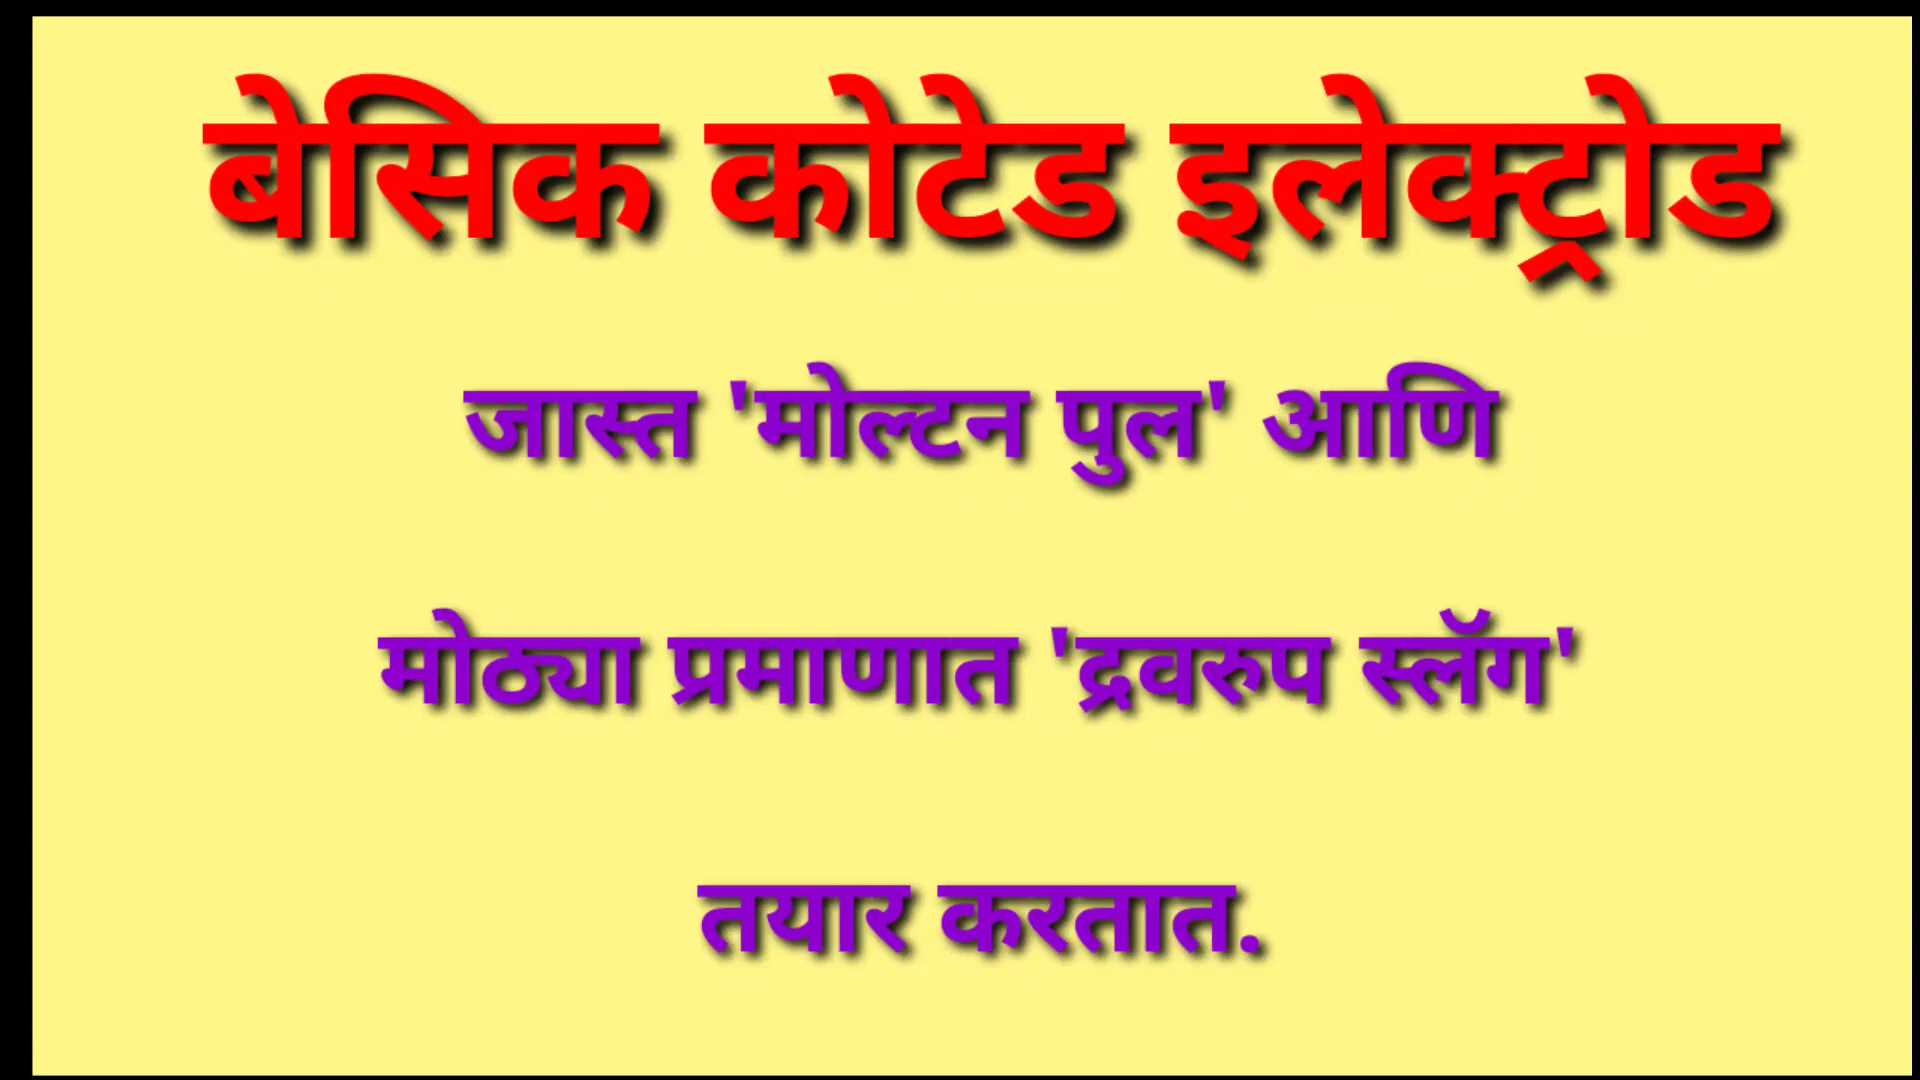 बेसिक कोटेड इलेक्ट्रोड
जास्त 'मोल्टन पुल' आणि
मोठ्या प्रमाणात 'द्रवरुप स्लॅग'
तयार करतात.